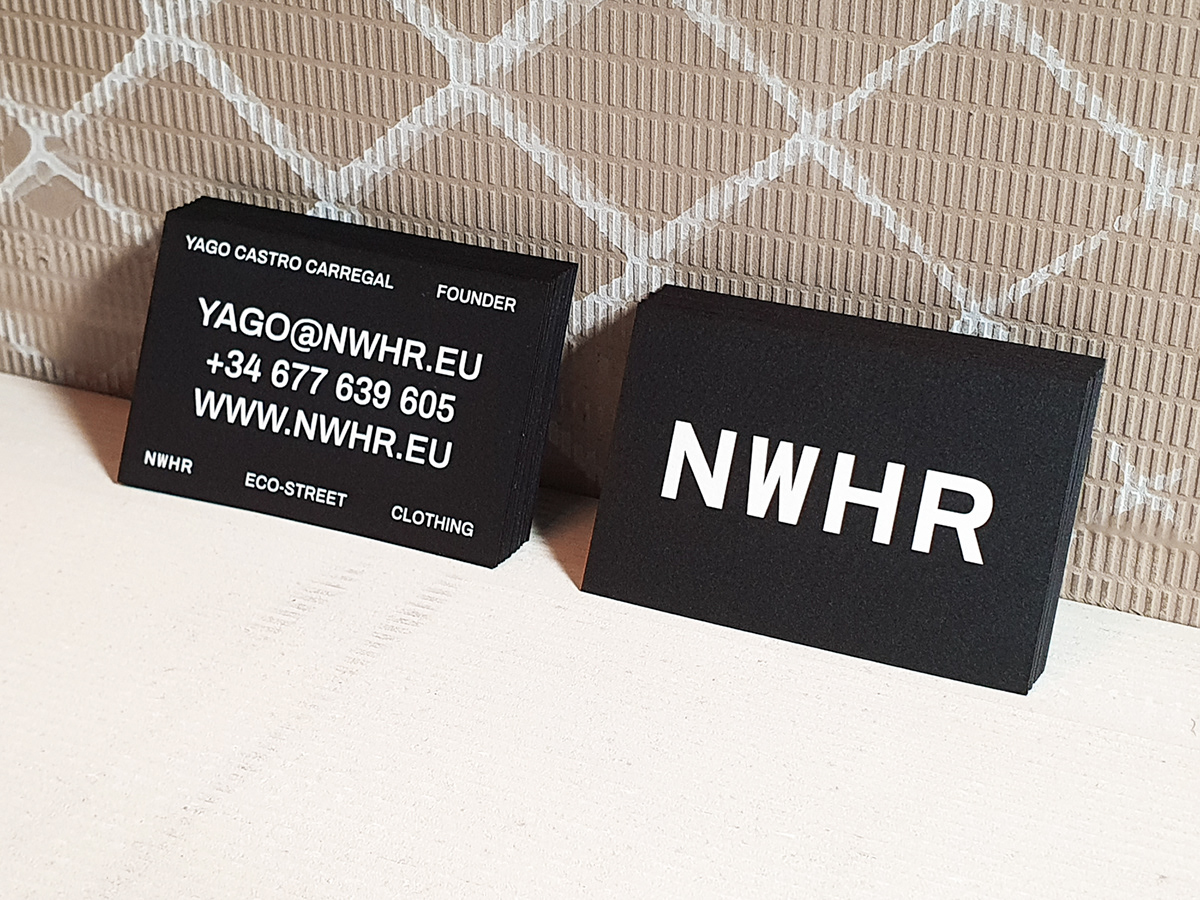 YAGO CASTRO CARREGAL FOUNDER
YAGO@NWHR.EU
+34 677 639 605
WWW.NWHR.EU
NWHR ECO-STREET CLOTHING
NWHR